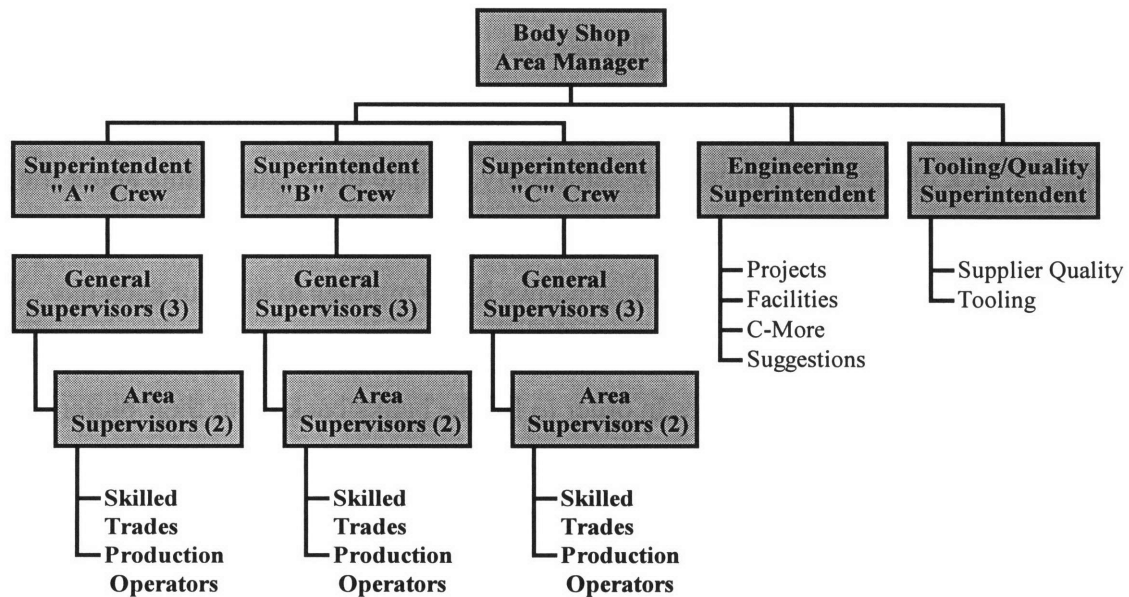 Body Shop
Area Manager
Superintendent
"A" Crew
Superintendent
"B" Crew
Superintendent
"C" Crew
Engineering
Superintendent
Tooling/Quality
Superintendent
General
Supervisors (3)
General
Supervisors (3)
General
Supervisors (3)
Projects
Facilities
C-More
Suggestions
Supplier Quality
Tooling
Area
Supervisors (2)
Area
Supervisors (2)
Area
Supervisors (2)
Skilled
Trades
Production
Operators
Skilled
Trades
Production
Operators
Skilled
Trades
Production
Operators